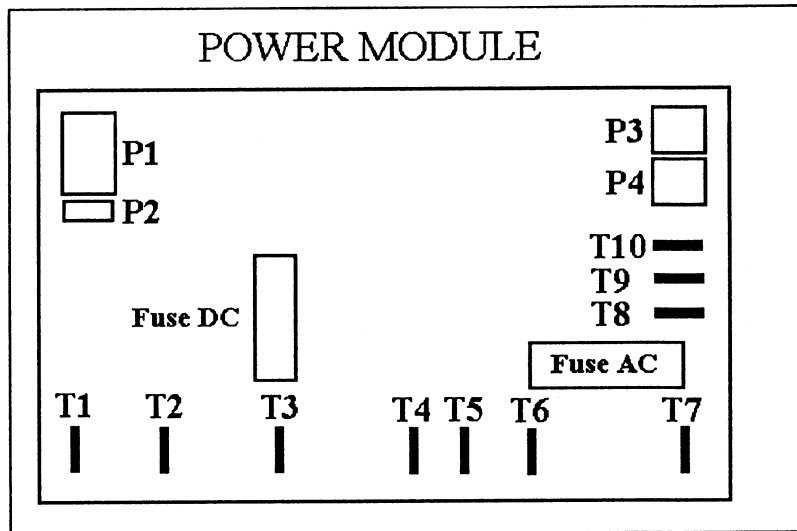 POWER MODULE
P1
P3
P4
P2
T10
T9
Fuse DC
T8
Fuse AC
T1 T2 T3 T4 T5 T6 T7